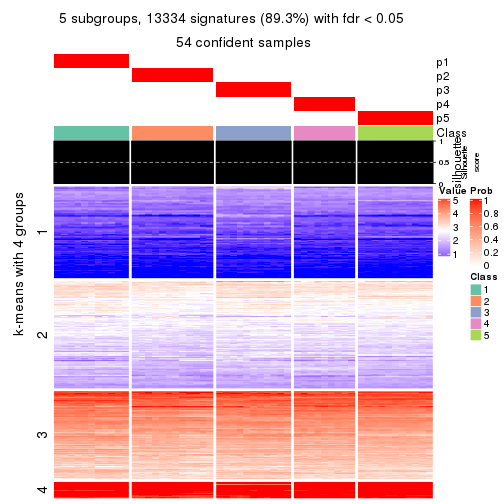 5 subgroups, 13334 signatures (89.3%) with fdr < 0.05
54 confident samples
p1
p2
p3
p4
p5
Class
1
0.5
0
silhouette
Silhouette
score
k-means with 4 groups
1
2
3
4
Value
5
4
3
2
1
Prob
1
0.8
0.6
0.4
0.2
0
Class
1
2
3
4
5